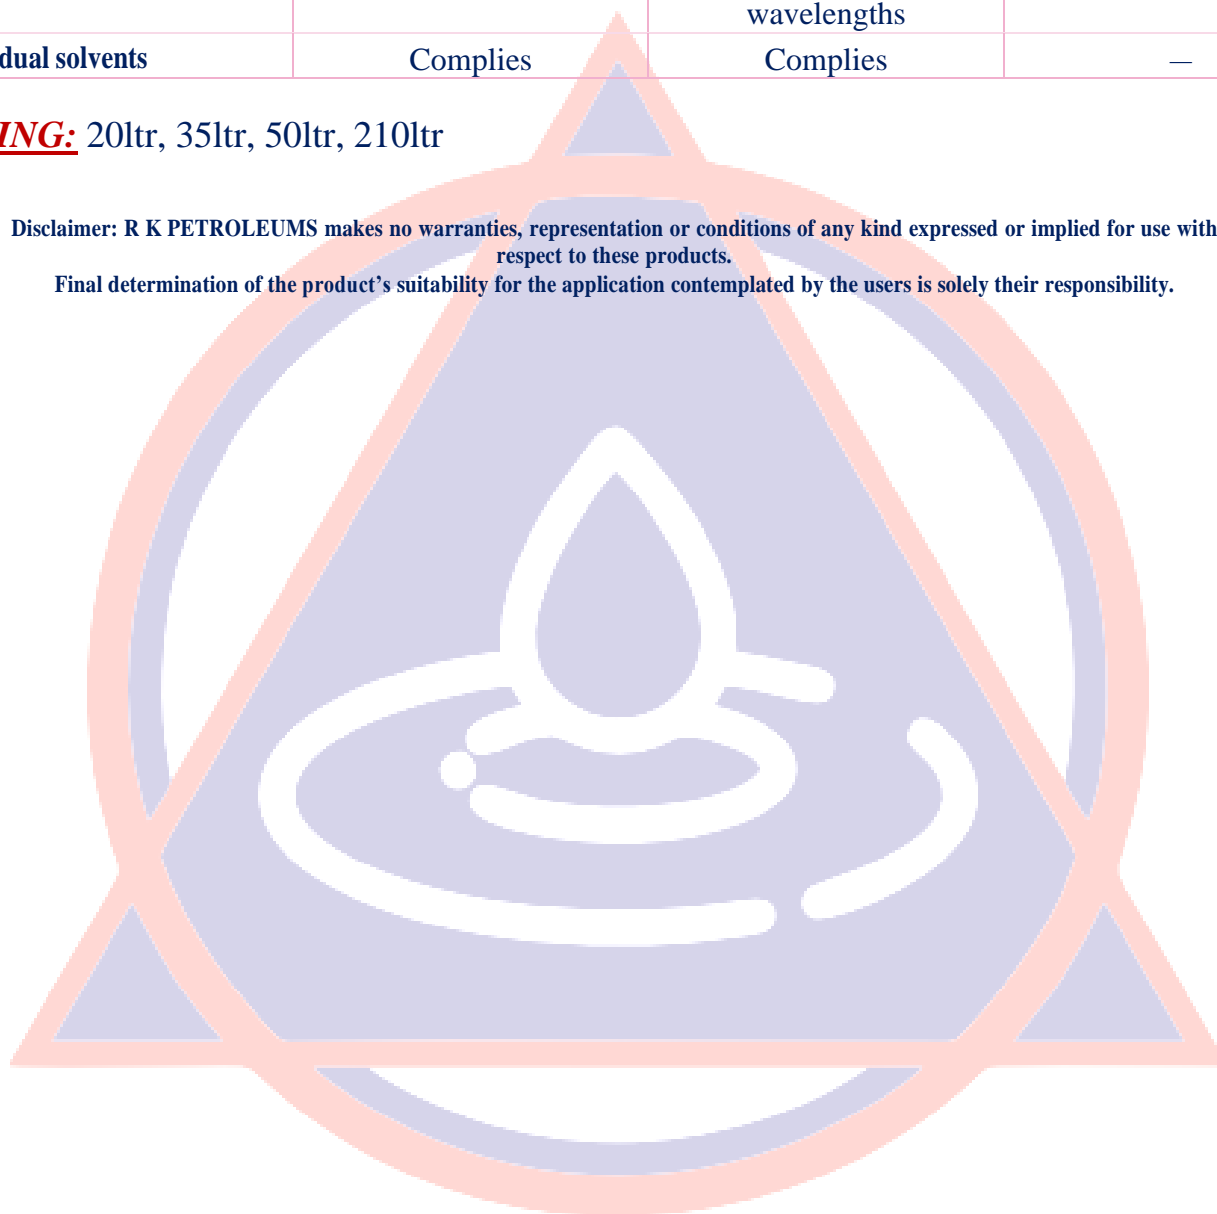 wavelengths
dual solvents Complies Complies —
ING: 20ltr, 35ltr, 50ltr, 210ltr
Disclaimer: R K PETROLEUMS makes no warranties, representation or conditions of any kind expressed or implied for use with
respect to these products.
Final determination of the product’s suitability for the application contemplated by the users is solely their responsibility.